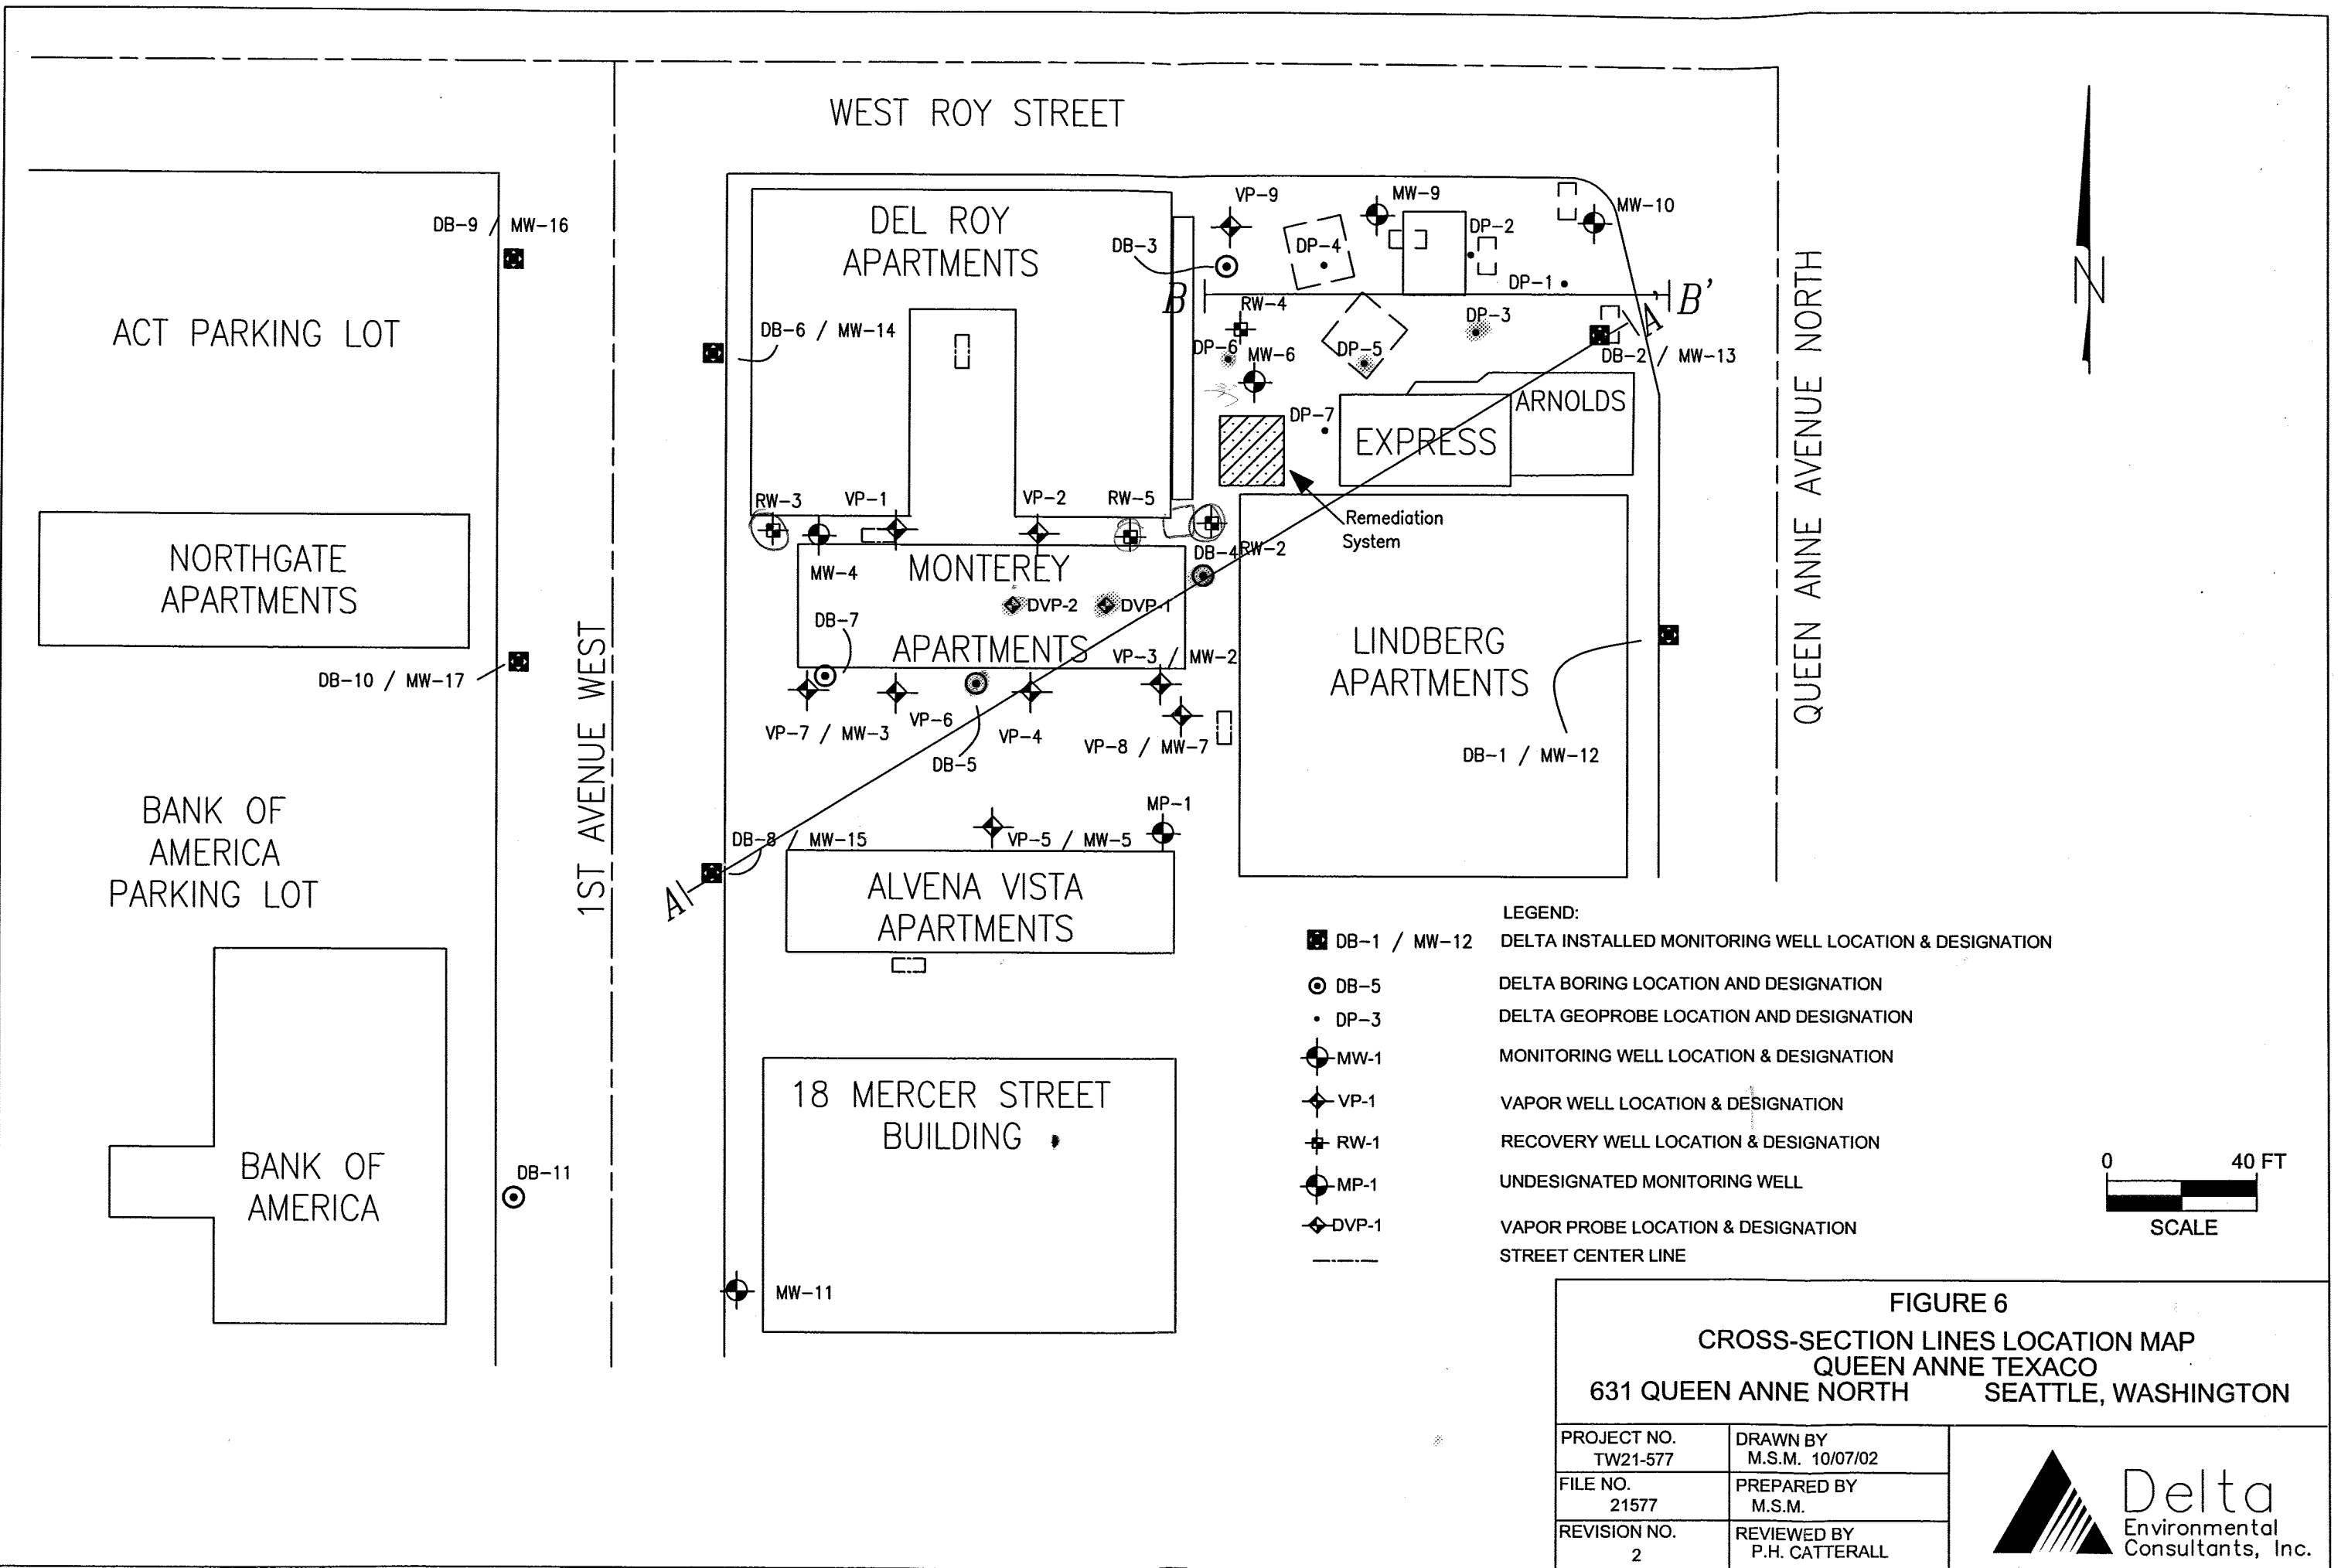 WEST ROY STREET
DEL ROY
APARTMENTS
VP-9
MW-9
MW-10
DB-9 / MW-16
DB-3
DP-4
DP-2
DP-1
B
B'
ACT PARKING LOT
DB-6 / MW-14
RW-4
DP-3
A
DP-6
MW-6
DP-5
DB-2 / MW-13
ARNOLDS
DP-7
EXPRESS
QUEEN ANNE AVENUE NORTH
N
RW-3
VP-1
VP-2
RW-5
Remediation
System
NORTHGATE
APARTMENTS
MW-4
MONTEREY
APARTMENTS
DB-4
RW-2
DVP-2
DVP-1
DB-7
VP-3 / MW-2
LINDBERG
APARTMENTS
DB-10 / MW-17
1ST AVENUE WEST
VP-7 / MW-3
VP-6
VP-4
VP-8 / MW-7
DB-5
DB-1 / MW-12
BANK OF
AMERICA
PARKING LOT
MP-1
DB-8 / MW-15
VP-5 / MW-5
A
ALVENA VISTA
APARTMENTS
LEGEND:
DB-1 / MW-12 DELTA INSTALLED MONITORING WELL LOCATION & DESIGNATION
DB-5 DELTA BORING LOCATION AND DESIGNATION
DP-3 DELTA GEOPROBE LOCATION AND DESIGNATION
MW-1 MONITORING WELL LOCATION & DESIGNATION
VP-1 VAPOR WELL LOCATION & DESIGNATION
RW-1 RECOVERY WELL LOCATION & DESIGNATION
MP-1 UNDESIGNATED MONITORING WELL
DVP-1 VAPOR PROBE LOCATION & DESIGNATION
STREET CENTER LINE
18 MERCER STREET
BUILDING
BANK OF
AMERICA
DB-11
MW-11
0 40 FT
SCALE
FIGURE 6
CROSS-SECTION LINES LOCATION MAP
QUEEN ANNE TEXACO
631 QUEEN ANNE NORTH SEATTLE, WASHINGTON
PROJECT NO.
TW21-577
DRAWN BY
M.S.M. 10/07/02
FILE NO.
21577
PREPARED BY
M.S.M.
REVISION NO.
2
REVIEWED BY
P.H. CATTERALL
Delta
Environmental
Consultants, Inc.